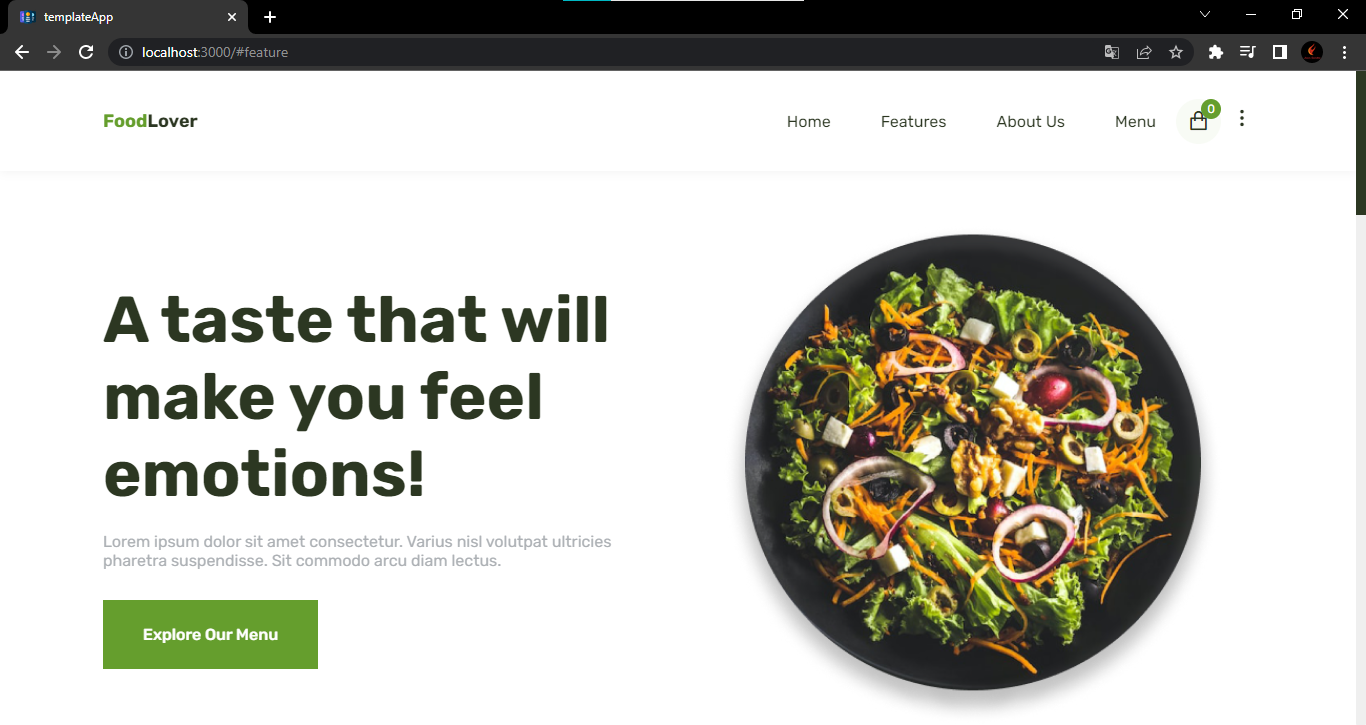 templateApp
localhost:3000/#feature
FoodLover
Home Features About Us Menu 0
A taste that will
make you feel
emotions!
Lorem ipsum dolor sit amet consectetur. Varius nisl volutpat ultricies
pharetra suspendisse. Sit commodo arcu diam lectus.
Explore Our Menu